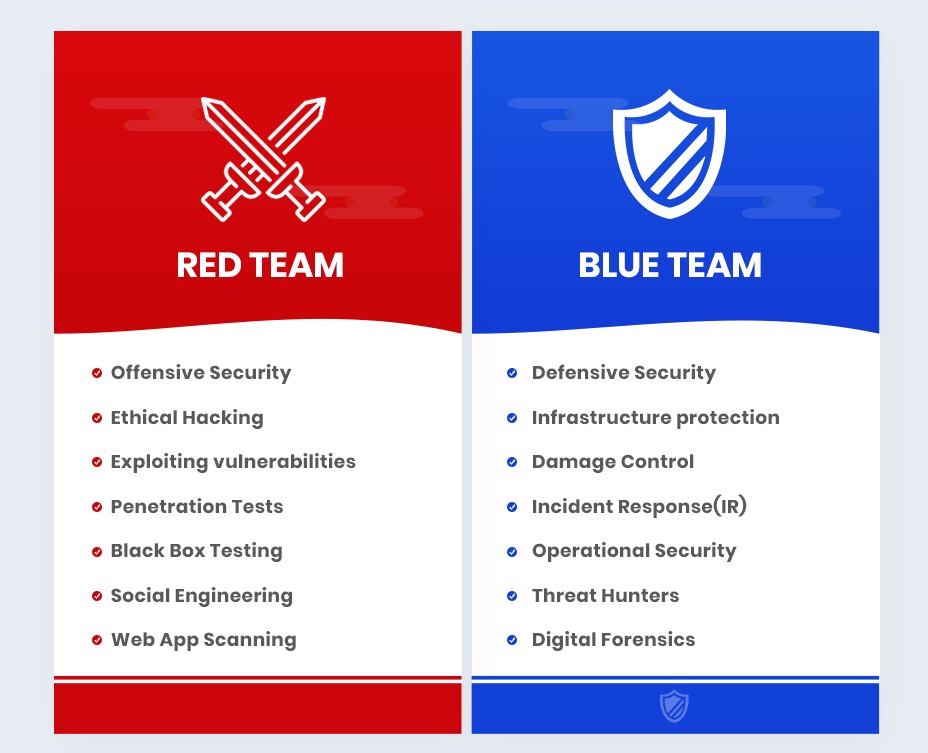 RED TEAM
Offensive Security
Ethical Hacking
Exploiting vulnerabilities
Penetration Tests
Black Box Testing
Social Engineering
Web App Scanning
BLUE TEAM
Defensive Security
Infrastructure protection
Damage Control
Incident Response(IR)
Operational Security
Threat Hunters
Digital Forensics